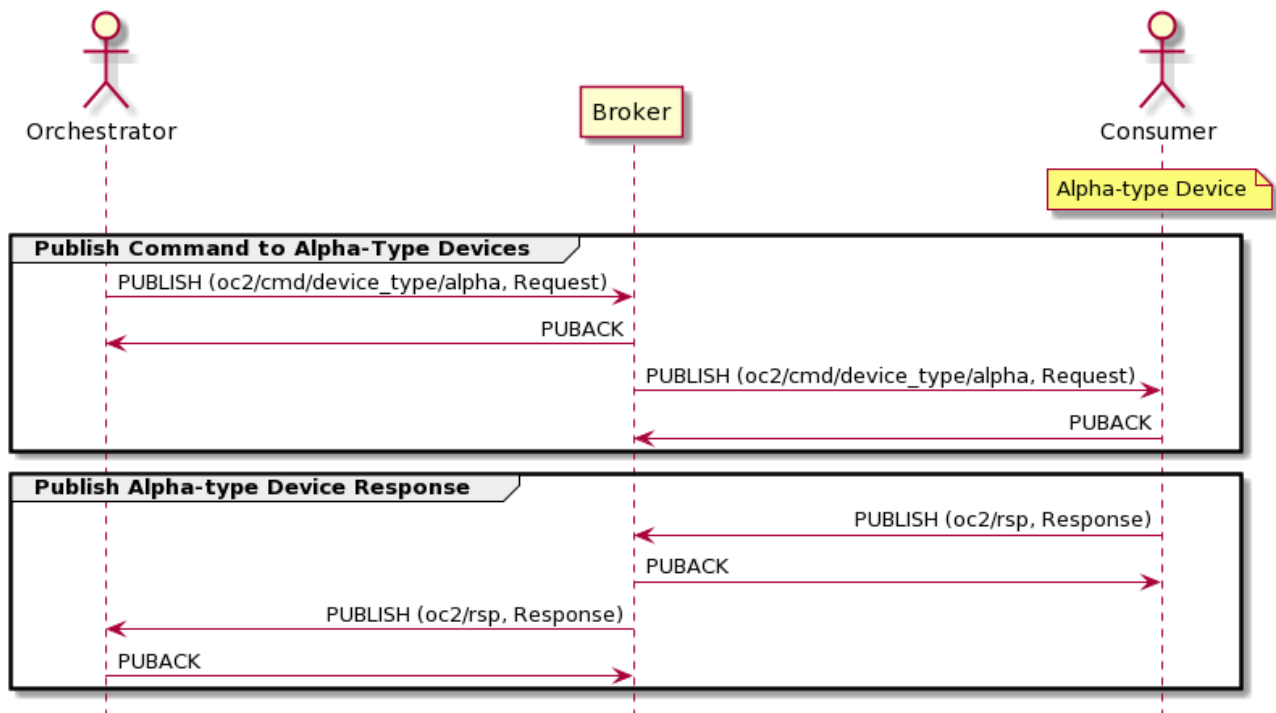 Orchestrator
Broker
Consumer
Alpha-type Device
Publish Command to Alpha-Type Devices
PUBLISH (oc2/cmd/device_type/alpha, Request)
PUBACK
PUBLISH (oc2/cmd/device_type/alpha, Request)
PUBACK
Publish Alpha-type Device Response
PUBLISH (oc2/rsp, Response)
PUBACK
PUBLISH (oc2/rsp, Response)
PUBACK